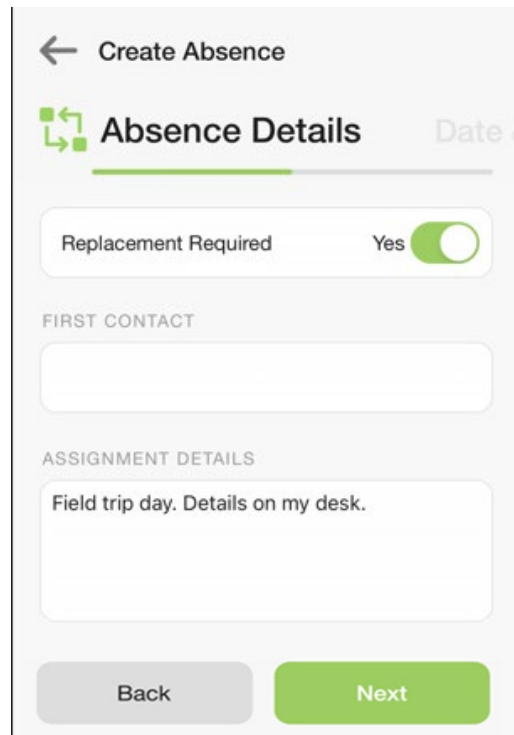 Create Absence
Absence Details Date
Replacement Required Yes
FIRST CONTACT
ASSIGNMENT DETAILS
Field trip day. Details on my desk.
Back Next